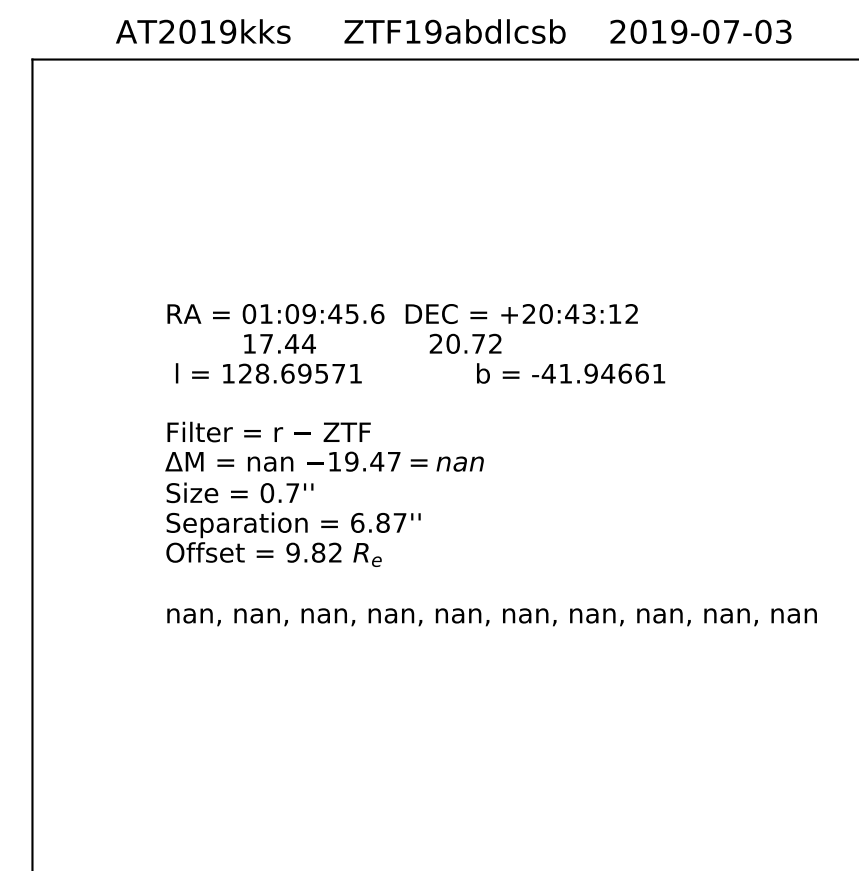 AT2019kks ZTF19abdlcsb 2019-07-03
RA = 01:09:45.6 DEC = +20:43:12
17.44 20.72
l = 128.69571 b = -41.94661
Filter = r − ZTF
ΔM = nan −19.47 = nan
Size = 0.7''
Separation = 6.87''
Offset = 9.82 Rₑ
nan, nan, nan, nan, nan, nan, nan, nan, nan, nan